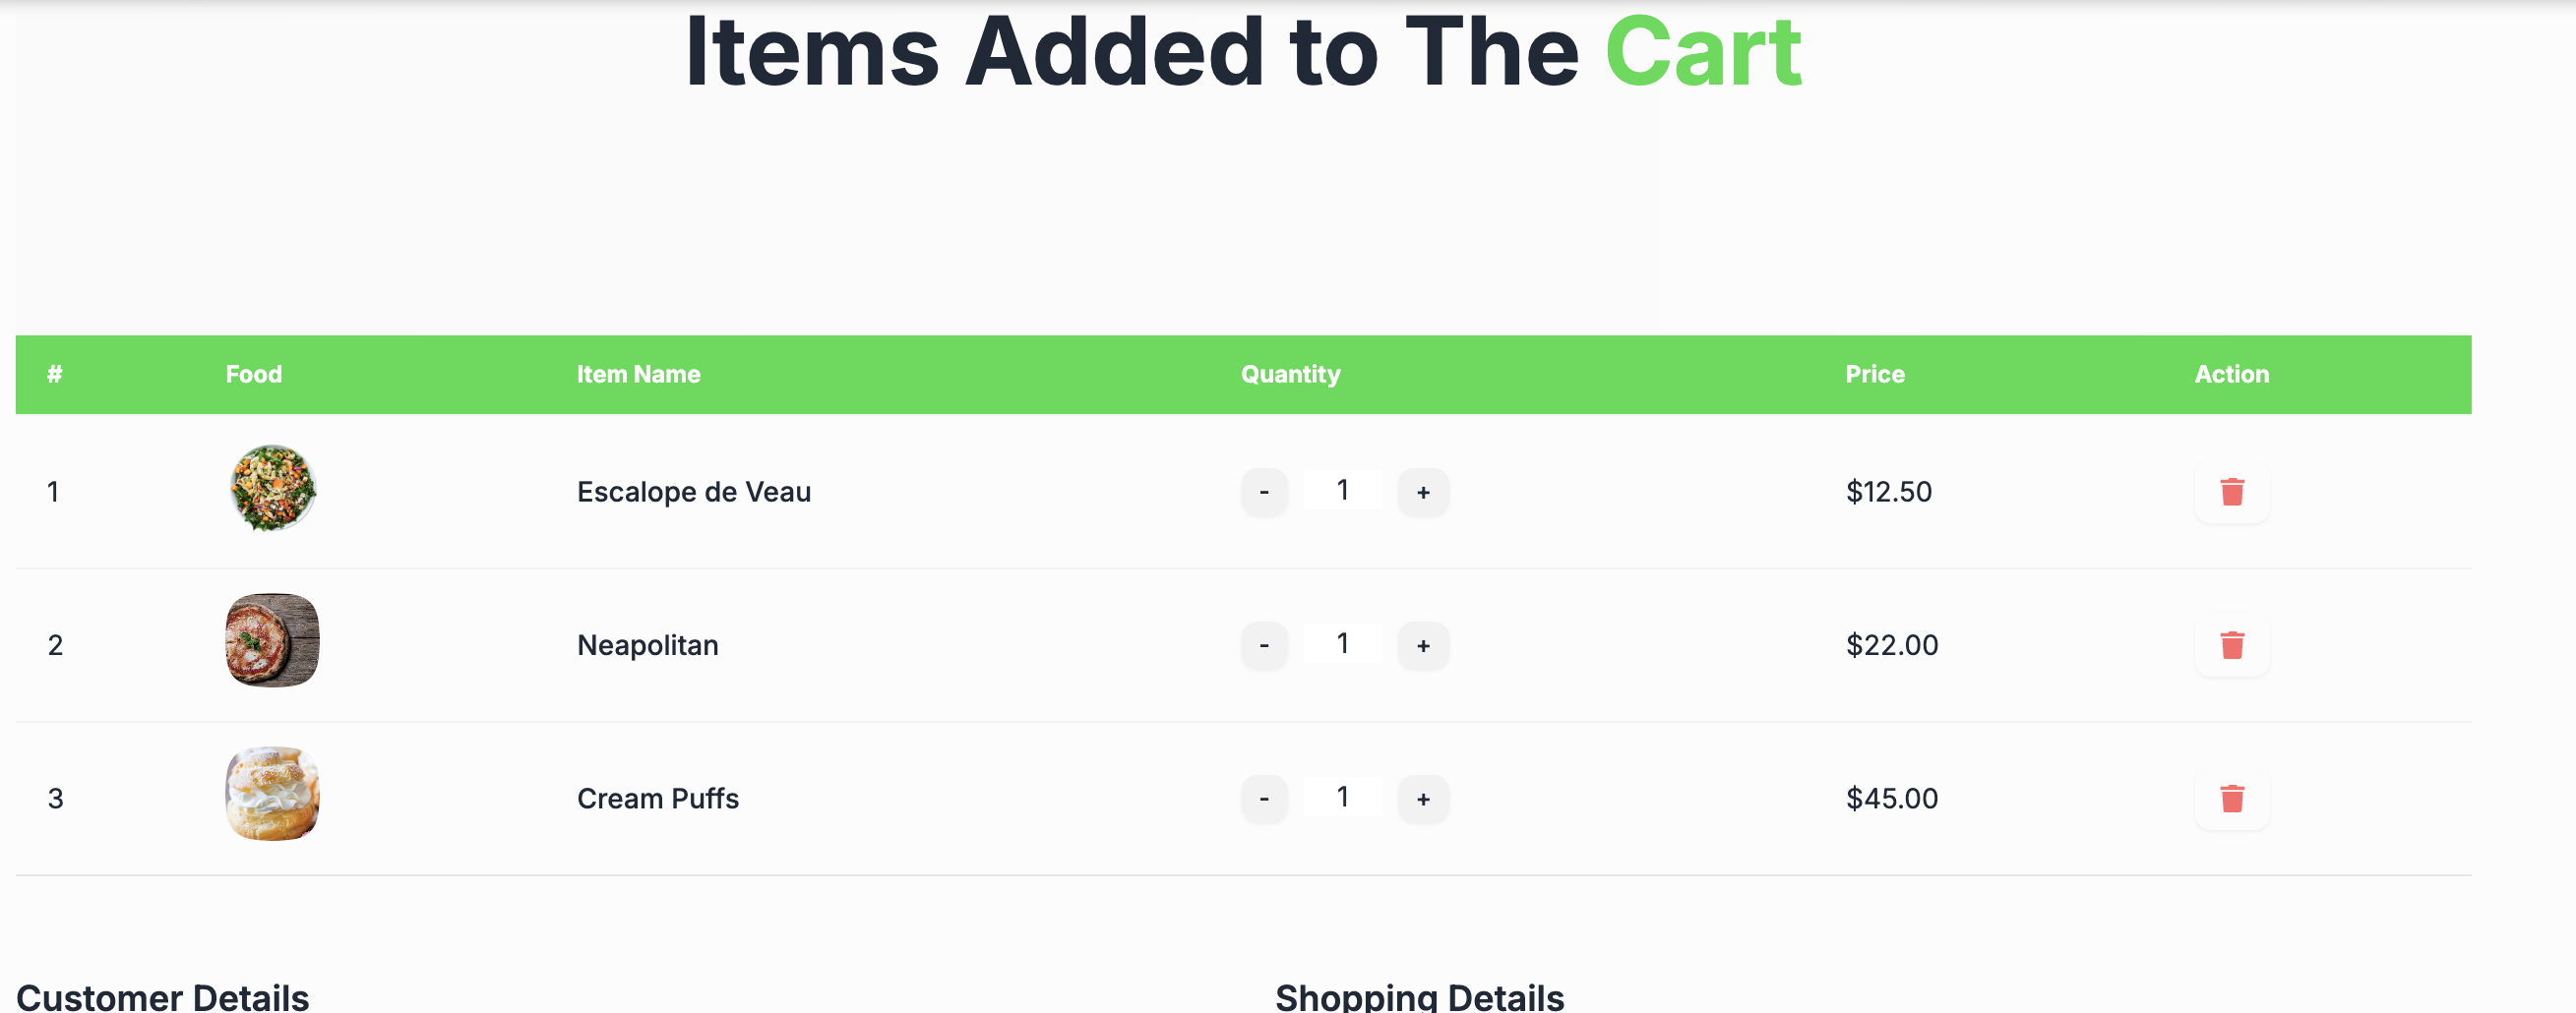 Items Added to The Cart
# Food Item Name Quantity Price Action
1 Escalope de Veau - 1 + $12.50
2 Neapolitan - 1 + $22.00
3 Cream Puffs - 1 + $45.00
Customer Details Shopping Details